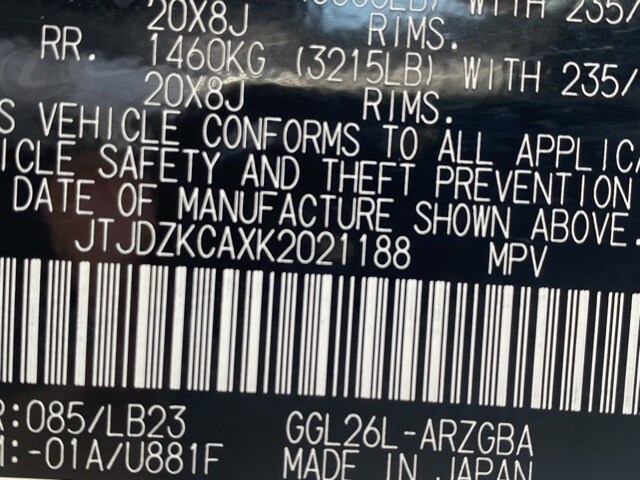 20X8J RIMS.
RR. 1460KG (3215LB) WITH 235/
20X8J RIMS.
S VEHICLE CONFORMS TO ALL APPLICA
ICLE SAFETY AND THEFT PREVENTION
DATE OF MANUFACTURE SHOWN ABOVE.
JTJDZKCAXK2021188 MPV
R:085/LB23 GGL26L-ARZGBA
M:-01A/U881F MADE IN JAPAN